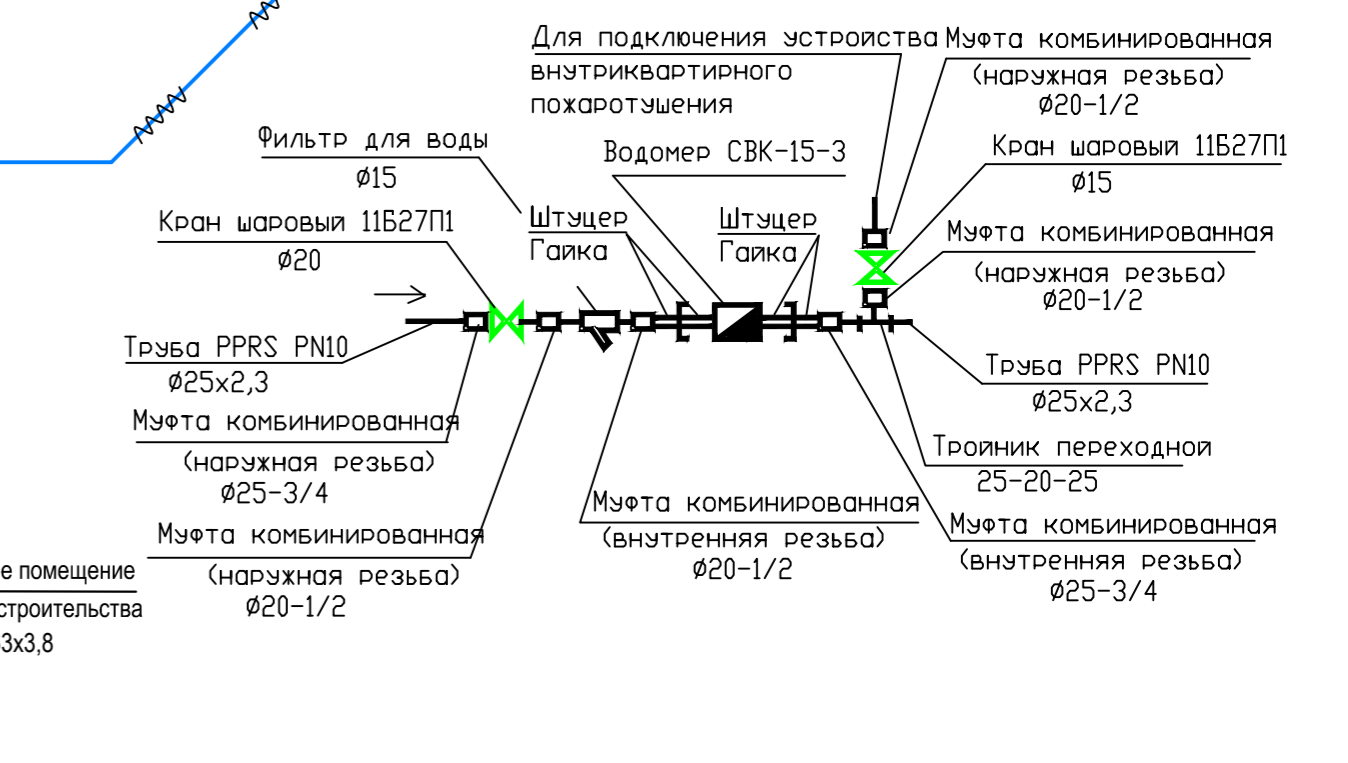 Для подключения устройства
внутриквартирного
пожаротушения
Муфта комбинированная
(наружная резьба)
Ø20-1/2
Фильтр для воды
Ø15
Водомер СВК-15-3
Кран шаровый 11Б27П1
Ø15
Кран шаровый 11Б27П1
Ø20
Штуцер
Гайка
Штуцер
Гайка
Муфта комбинированная
(наружная резьба)
Ø20-1/2
Труба PPRS PN10
Ø25x2,3
Труба PPRS PN10
Ø25x2,3
Муфта комбинированная
(наружная резьба)
Ø25-3/4
Тройник переходной
25-20-25
Муфта комбинированная
(наружная резьба)
Ø20-1/2
Муфта комбинированная
(внутренняя резьба)
Ø20-1/2
Муфта комбинированная
(внутренняя резьба)
Ø25-3/4
е помещение
строительства
3х3,8